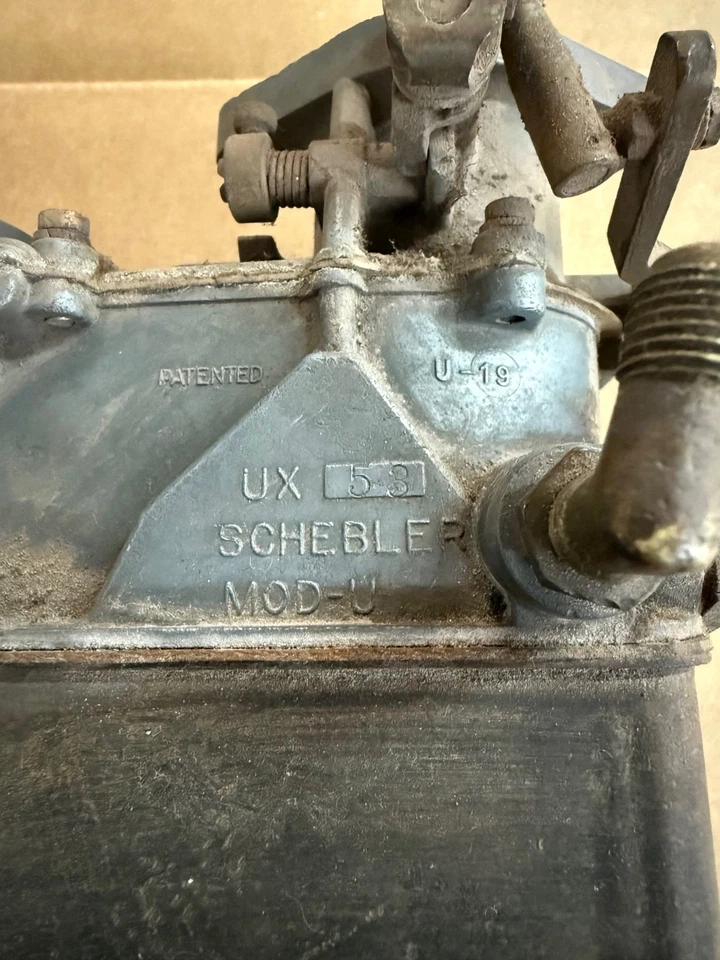 PATENTED
U-19
UX 53
SCHEBLER
MOD-U